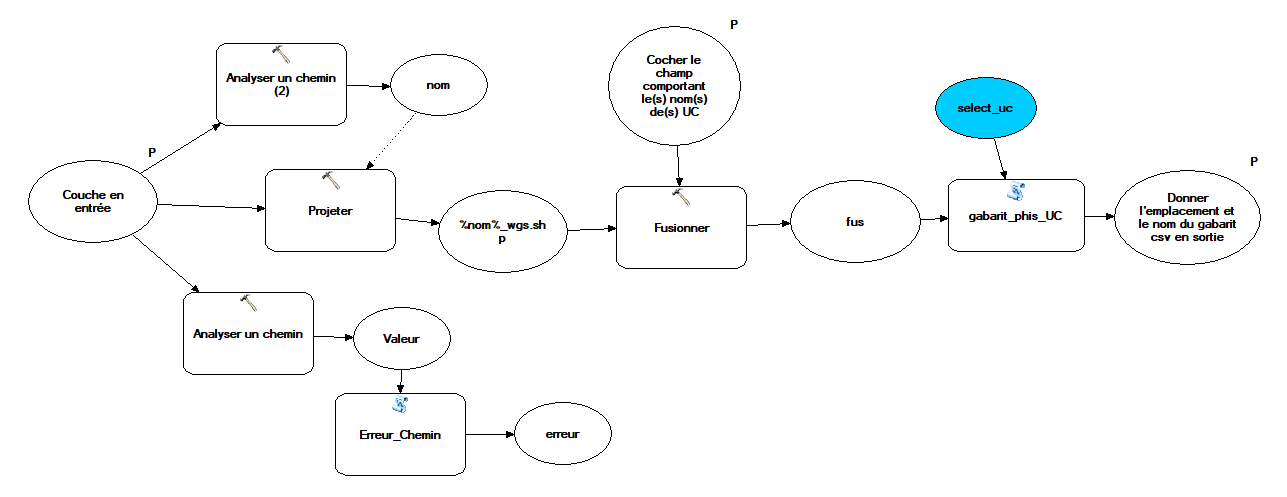 P
Cocher le
champ
comportant
le(s) nom(s)
de(s) UC
Analyser un chemin
(2)
nom
select_uc
P
P
Couche en
entrée
Projeter
%nom%_wgs.sh
p
Fusionner
fus
gabarit_phis_UC
Donner
l'emplacement et
le nom du gabarit
csv en sortie
Analyser un chemin
Valeur
Erreur_Chemin
erreur